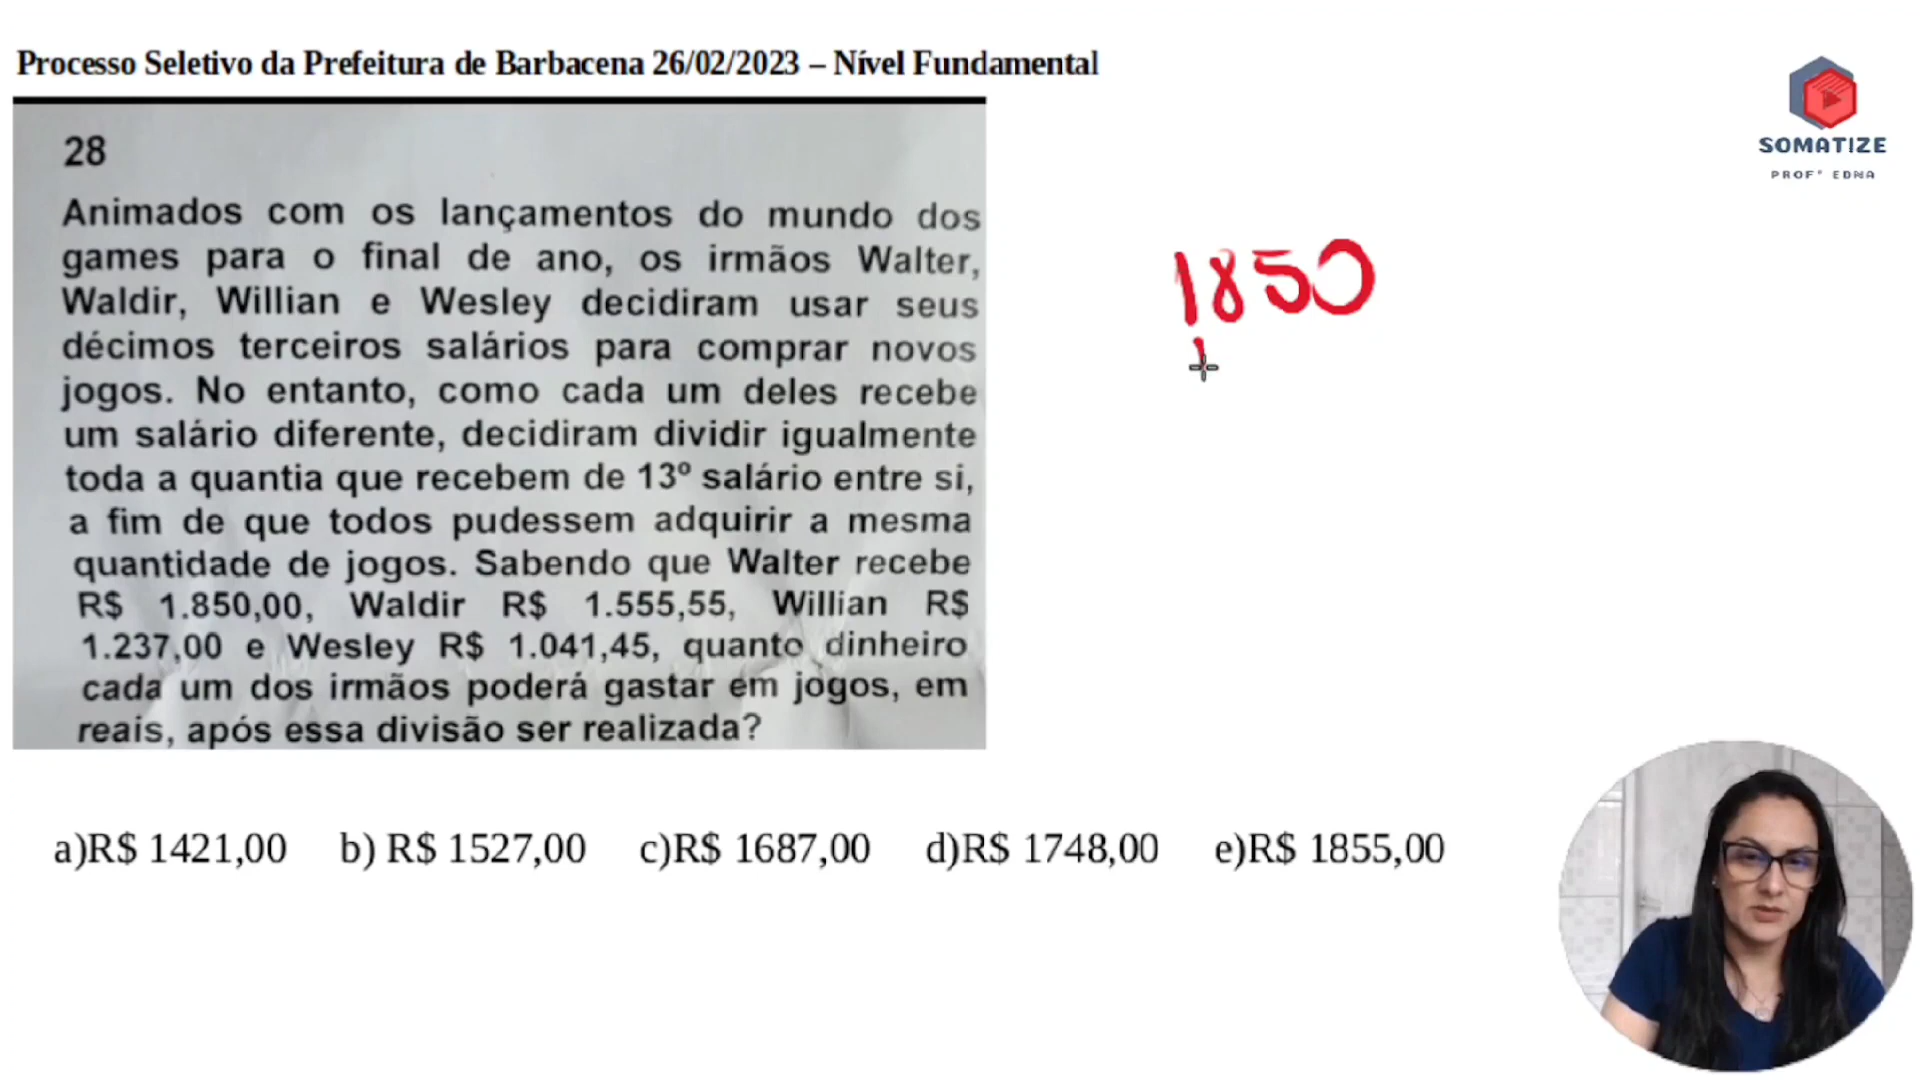 Processo Seletivo da Prefeitura de Barbacena 26/02/2023 – Nível Fundamental
SOMATIZE
PROFª EDNA
28
Animados com os lançamentos do mundo dos
games para o final de ano, os irmãos Walter,
Waldir, Willian e Wesley decidiram usar seus
décimos terceiros salários para comprar novos
jogos. No entanto, como cada um deles recebe
um salário diferente, decidiram dividir igualmente
toda a quantia que recebem de 13º salário entre si,
a fim de que todos pudessem adquirir a mesma
quantidade de jogos. Sabendo que Walter recebe
R$ 1.850,00, Waldir R$ 1.555,55, Willian R$
1.237,00 e Wesley R$ 1.041,45, quanto dinheiro
cada um dos irmãos poderá gastar em jogos, em
reais, após essa divisão ser realizada?
1850
a)R$ 1421,00 b) R$ 1527,00 c)R$ 1687,00 d)R$ 1748,00 e)R$ 1855,00